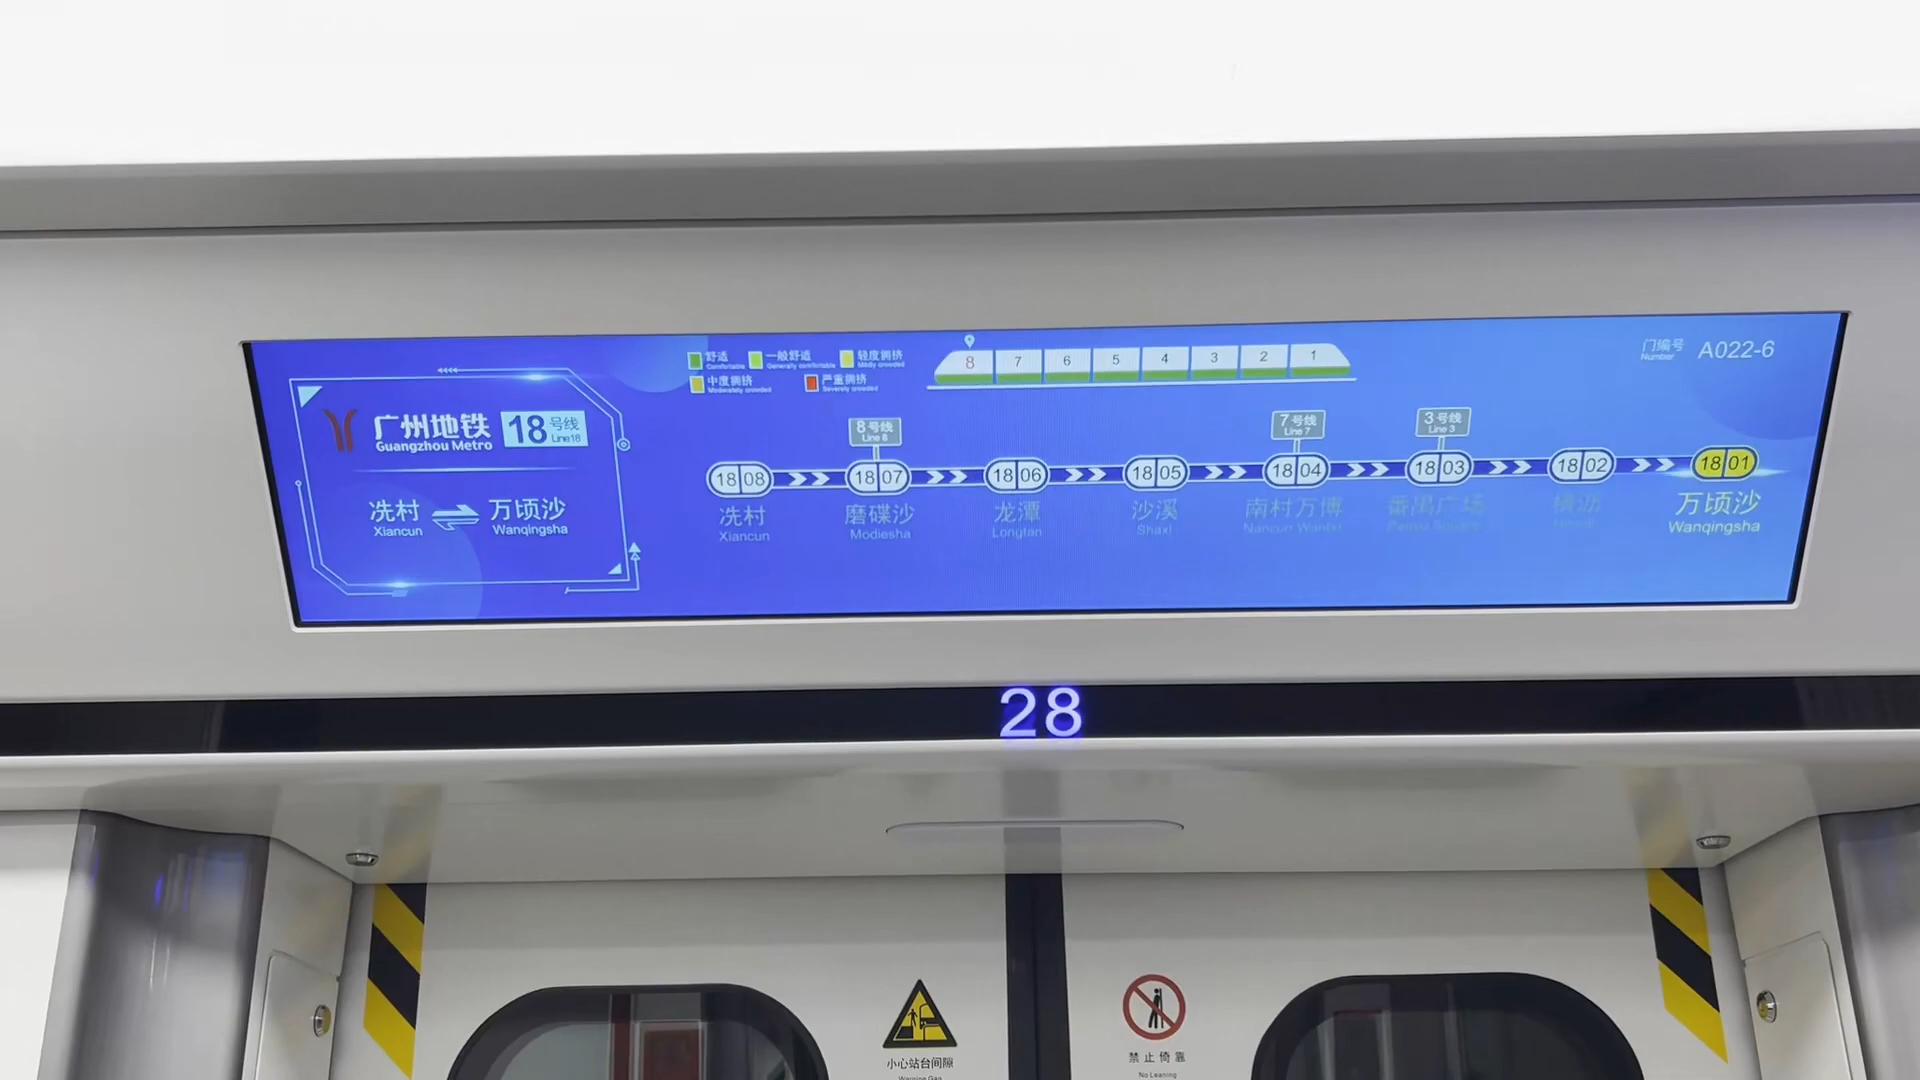 舒适
Comfortable
一般舒适
Generally comfortable
轻度拥挤
Mildly crowded
中度拥挤
Moderately crowded
严重拥挤
Severely crowded
8 7 6 5 4 3 2 1
门编号
Number
A022-6
广州地铁
Guangzhou Metro
18号线
Line18
冼村
Xiancun
万顷沙
Wanqingsha
8号线
Line 8
7号线
Line 7
3号线
Line 3
18 08
18 07
18 06
18 05
18 04
18 03
18 02
18 01
冼村
Xiancun
磨碟沙
Modiesha
龙潭
Longtan
沙溪
Shaxi
南村万博
Nancun Wanbo
番禺广场
Panyu Square
横沥
万顷沙
Wanqingsha
28
小心站台间隙
Warning Gap
禁止倚靠
No Leaning